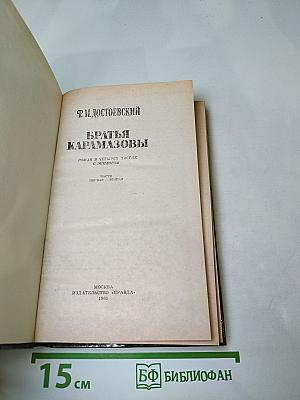 Ф. М. ДОСТОЕВСКИЙ
БРАТЬЯ
КАРАМАЗОВЫ
РОМАН В ЧЕТЫРЕХ ЧАСТЯХ
С ЭПИЛОГОМ
ЧАСТИ
ПЕРВАЯ И ВТОРАЯ
МОСКВА
ИЗДАТЕЛЬСТВО «ПРАВДА»
15 см
БФ БИБЛИОФАН